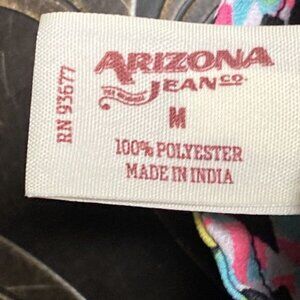 ARIZONA
JEAN CO.
M
100% POLYESTER
MADE IN INDIA
RN 93677